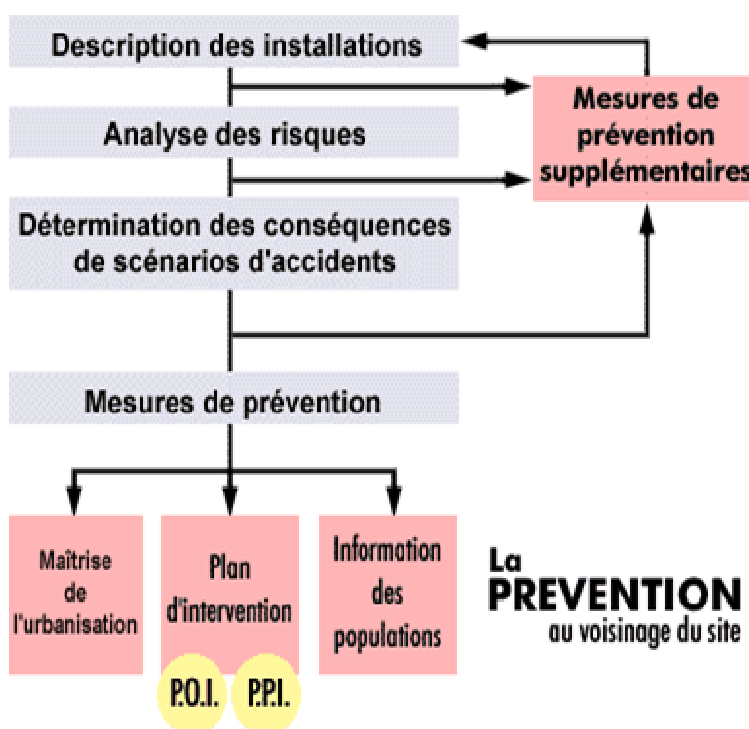 Description des installations
Mesures de
prévention
supplémentaires
Analyse des risques
Détermination des conséquences
de scénarios d'accidents
Mesures de prévention
Maîtrise
de
l'urbanisation
Plan
d'intervention
P.O.I. P.P.I.
Information
des
populations
La
PREVENTION
au voisinage du site